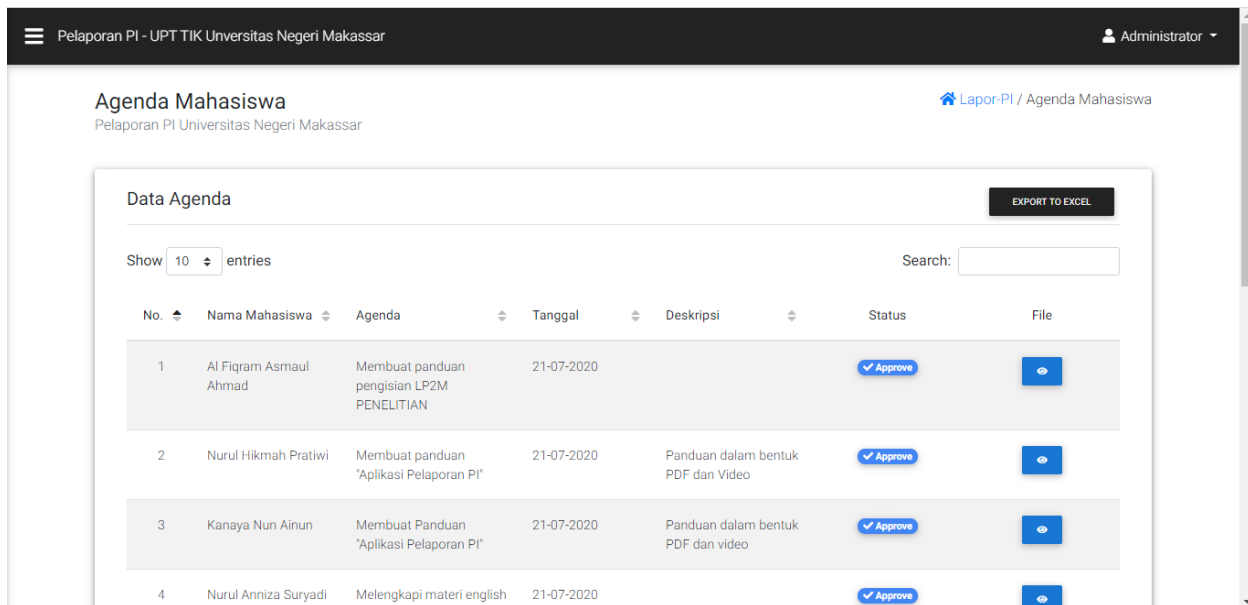 Pelaporan PI - UPT TIK Unversitas Negeri Makassar
Administrator
Agenda Mahasiswa
Lapor-PI / Agenda Mahasiswa
Pelaporan PI Universitas Negeri Makassar
Data Agenda
EXPORT TO EXCEL
Show 10 entries
Search:
No. Nama Mahasiswa Agenda Tanggal Deskripsi Status File
1 Al Fiqram Asmaul Membuat panduan 21-07-2020 Approve
Ahmad pengisian LP2M
PENELITIAN
2 Nurul Hikmah Pratiwi Membuat panduan 21-07-2020 Panduan dalam bentuk Approve
"Aplikasi Pelaporan PI" PDF dan Video
3 Kanaya Nun Ainun Membuat Panduan 21-07-2020 Panduan dalam bentuk Approve
"Aplikasi Pelaporan PI" PDF dan video
4 Nurul Anniza Suryadi Melengkapi materi english 21-07-2020 Approve